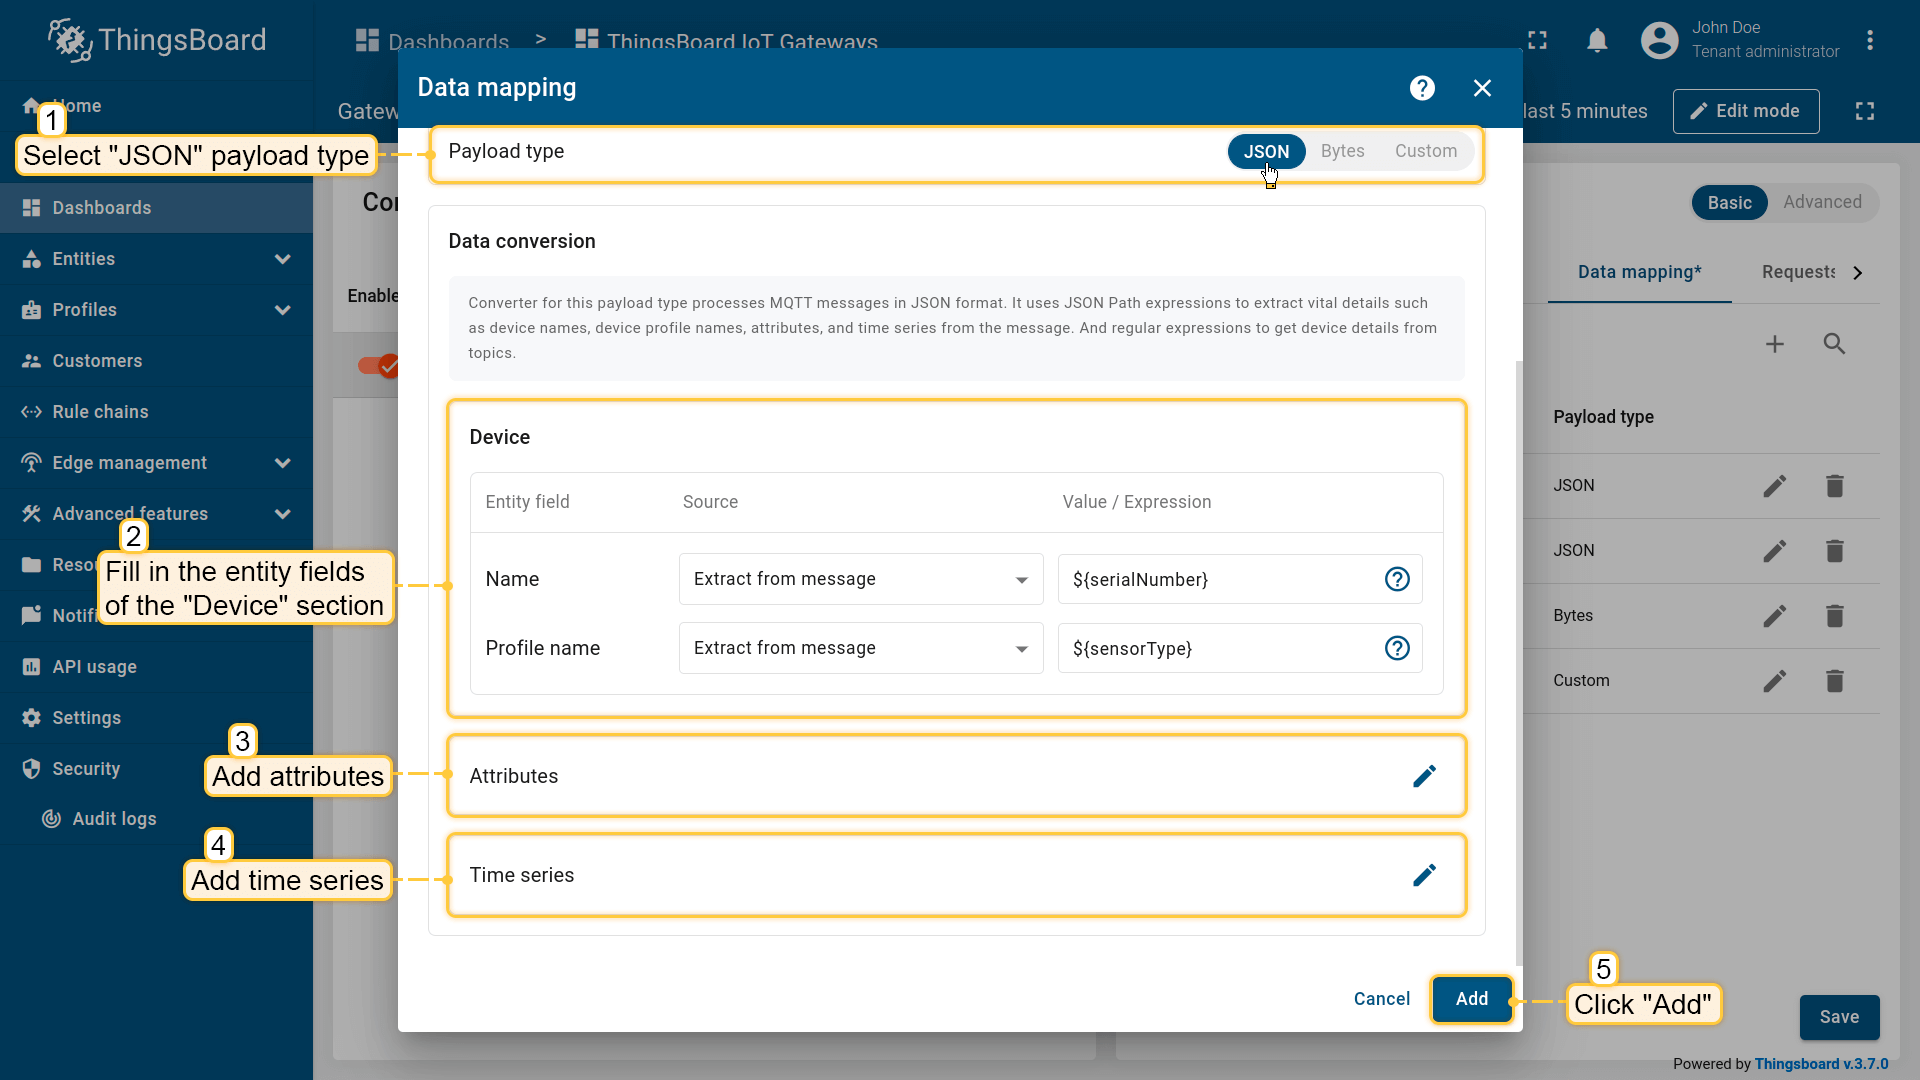 ThingsBoard
Dashboards > ThingsBoard IoT Gateways
John Doe
Tenant administrator
Data mapping
last 5 minutes
Edit mode
Home
1
Select "JSON" payload type
Payload type
JSON
Bytes
Custom
Dashboards
Entities
Profiles
Customers
Rule chains
Edge management
Advanced features
2
Fill in the entity fields
of the "Device" section
API usage
Settings
3
Security
Add attributes
Audit logs
4
Add time series
Data conversion
Converter for this payload type processes MQTT messages in JSON format. It uses JSON Path expressions to extract vital details such
as device names, device profile names, attributes, and time series from the message. And regular expressions to get device details from
topics.
Device
Entity field
Source
Value / Expression
Name
Extract from message
${serialNumber}
Profile name
Extract from message
${sensorType}
Attributes
Time series
Cancel
Add
5
Click "Add"
Basic
Advanced
Data mapping*
Requests
Payload type
JSON
JSON
Bytes
Custom
Save
Powered by Thingsboard v.3.7.0